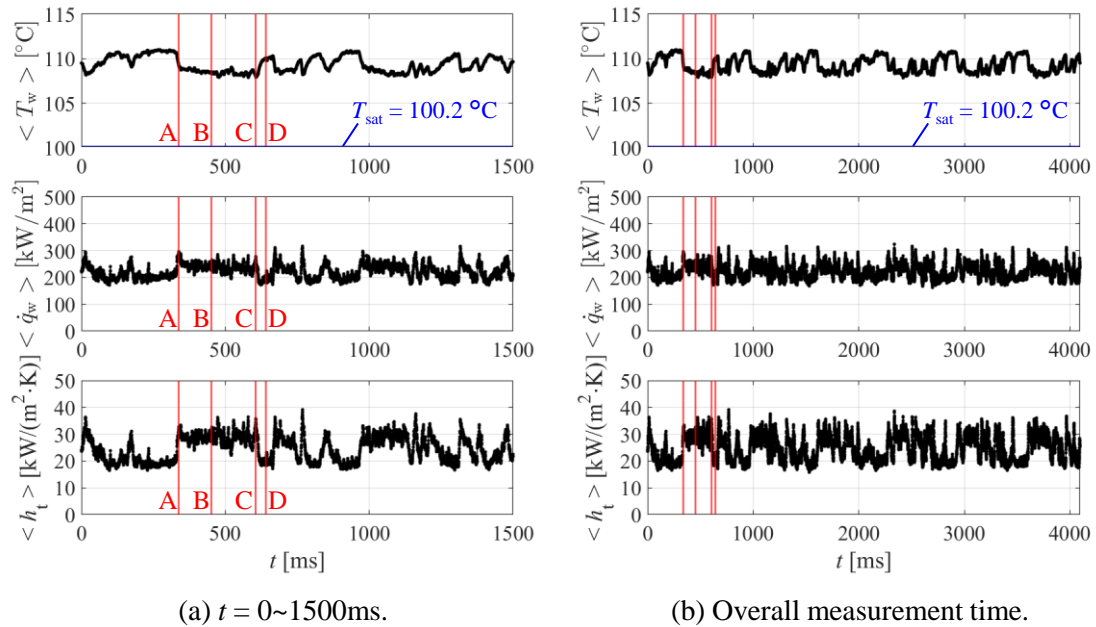 < T_w > [°C]
115
110
105
100
T_sat = 100.2 °C
A B C D
0 500 1000 1500
< q̇_w > [kW/m²]
500
400
300
200
100
0
A B C D
0 500 1000 1500
< h_t > [kW/(m²·K)]
50
40
30
20
10
0
A B C D
0 500 1000 1500
t [ms]
(a) t = 0~1500ms.
< T_w > [°C]
115
110
105
100
T_sat = 100.2 °C
0 1000 2000 3000 4000
< q̇_w > [kW/m²]
500
400
300
200
100
0
0 1000 2000 3000 4000
< h_t > [kW/(m²·K)]
50
40
30
20
10
0
0 1000 2000 3000 4000
t [ms]
(b) Overall measurement time.